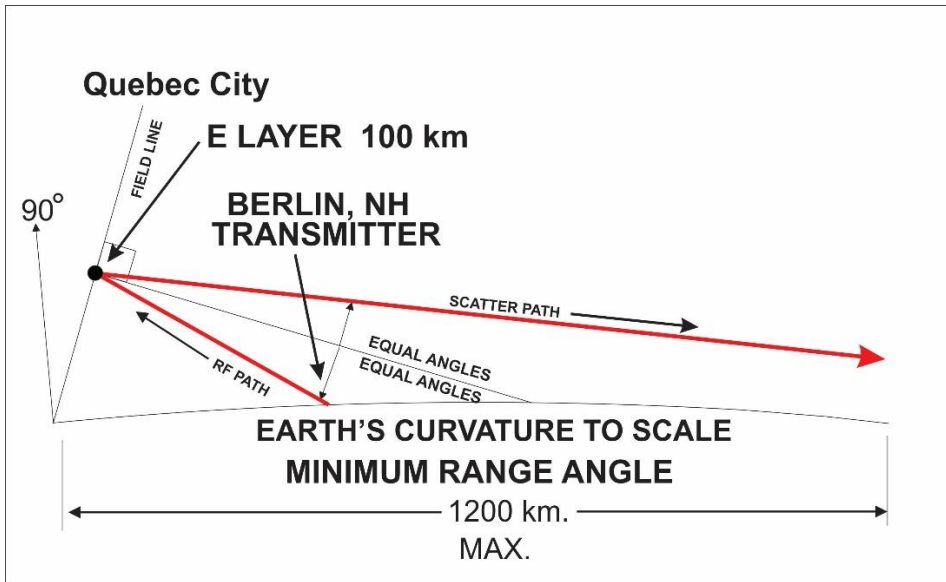 Quebec City
FIELD LINE
E LAYER 100 km
90°
BERLIN, NH
TRANSMITTER
SCATTER PATH
RF PATH
EQUAL ANGLES
EQUAL ANGLES
EARTH'S CURVATURE TO SCALE
MINIMUM RANGE ANGLE
1200 km.
MAX.